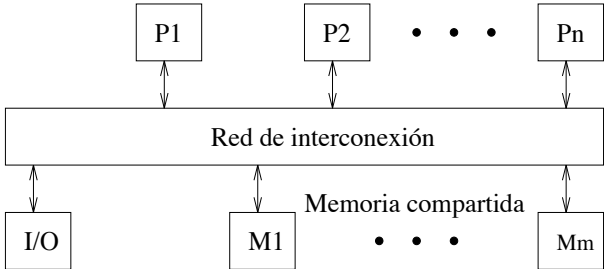 P1 P2 • • • Pn
Red de interconexión
Memoria compartida
I/O M1 • • • Mm